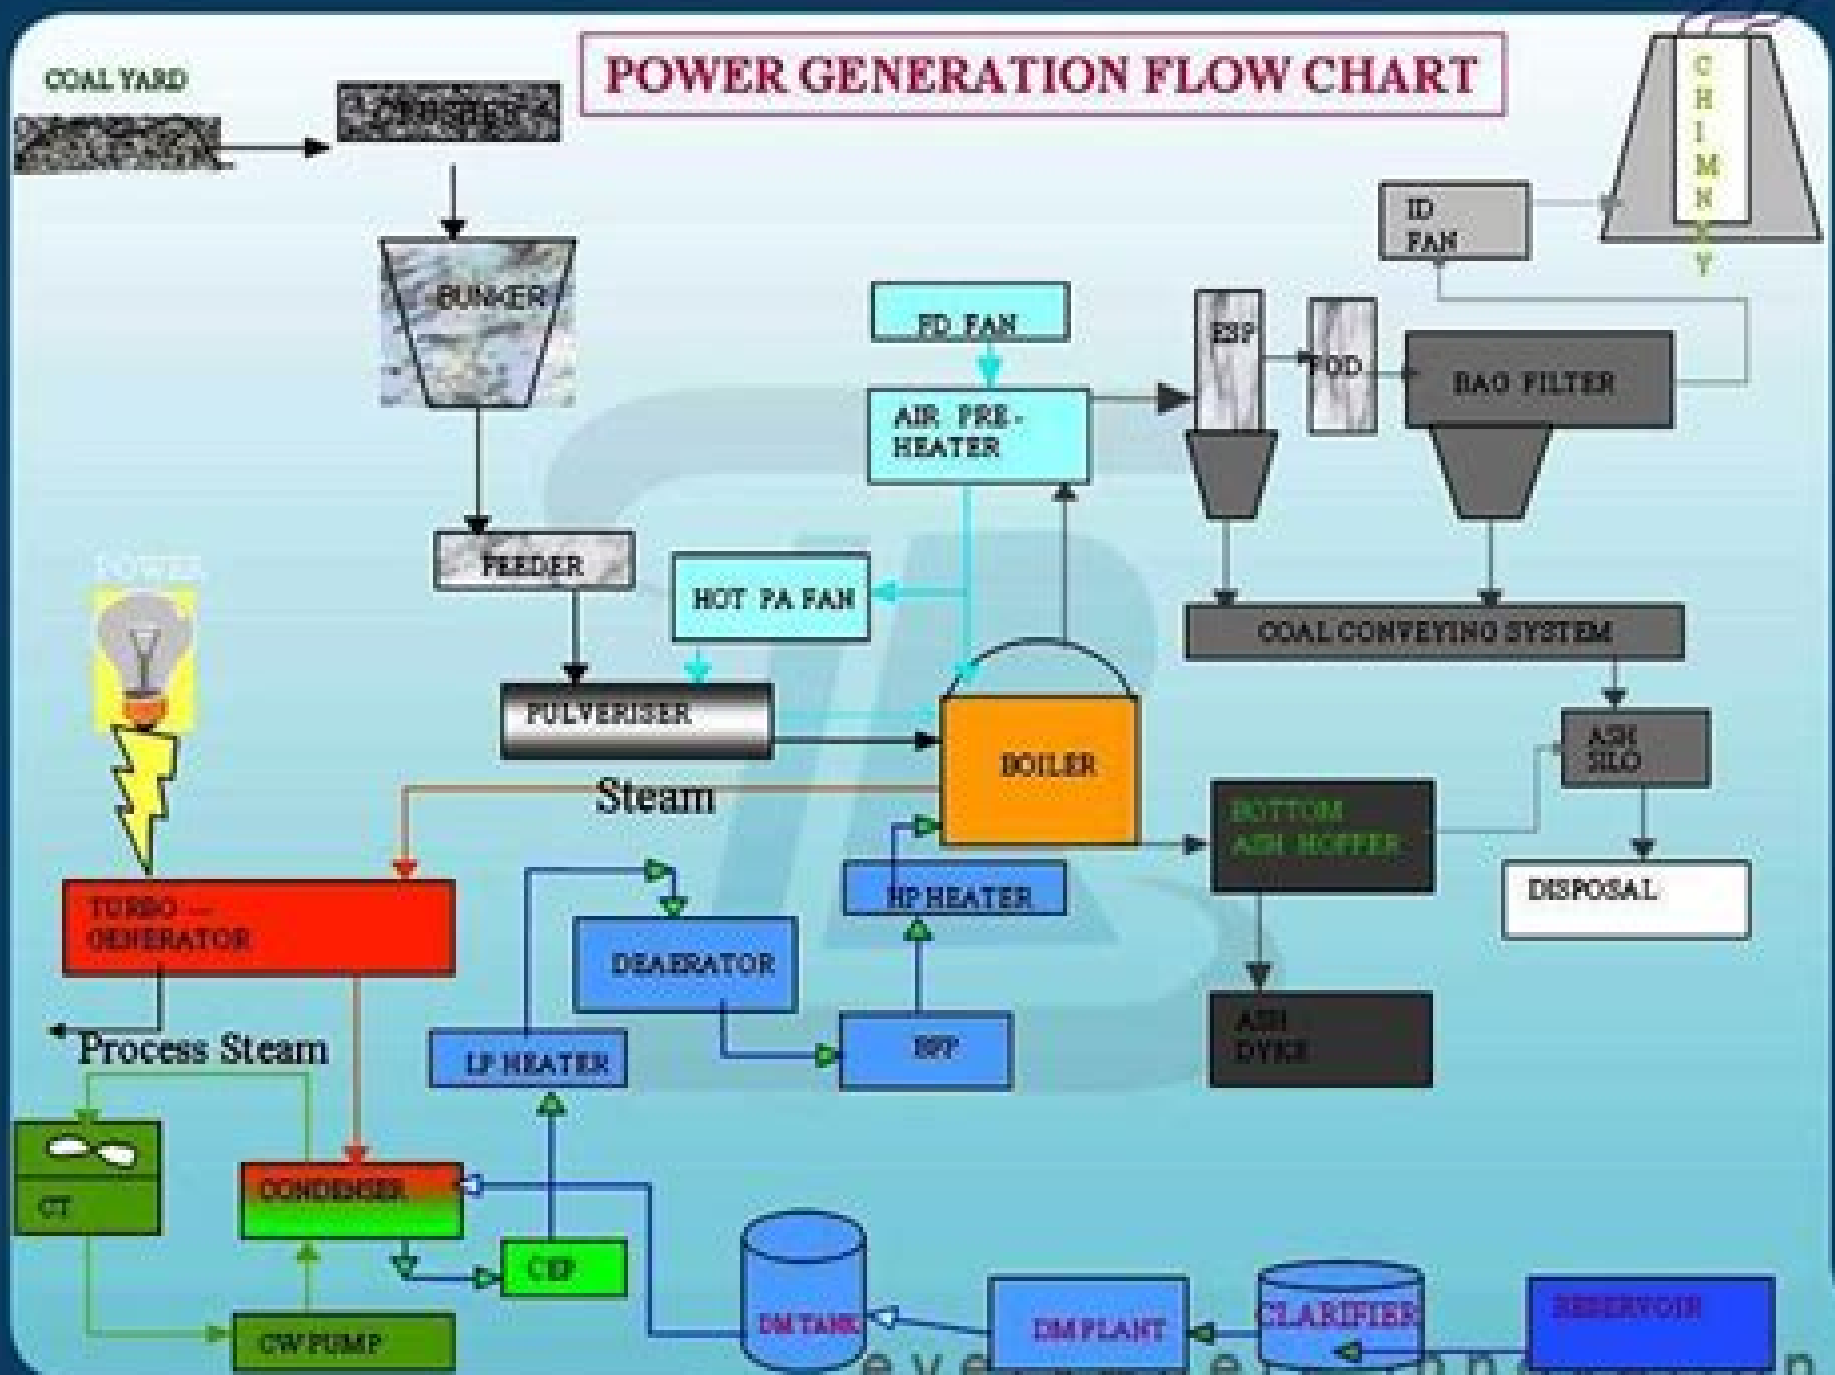 POWER GENERATION FLOW CHART
COAL YARD
CRUSHER
CHIMNEY
ID
FAN
BUNKER
FD FAN
ESP
BAG FILTER
AIR PRE-
HEATER
FEEDER
POWER
HOT PA FAN
COAL CONVEYING SYSTEM
PULVERISER
ASH
SILO
BOILER
Steam
BOTTOM
ASH HOPPER
HP HEATER
DISPOSAL
TURBO –
GENERATOR
DEAERATOR
ASH
DYKE
Process Steam
LP HEATER
BFP
CONDENSER
CT
CEP
CW PUMP
DM TANK
DM PLANT
CLARIFIER
RESERVOIR